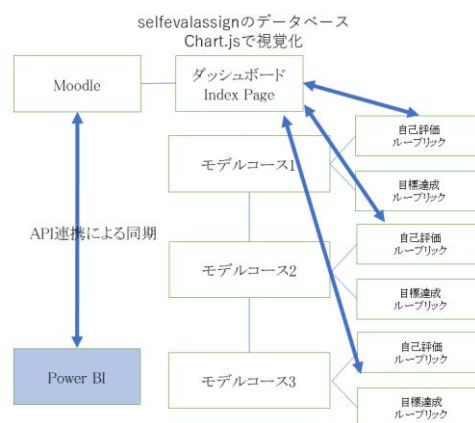 selfevalassignのデータベース
Chart.jsで視覚化
Moodle
ダッシュボード
Index Page
自己評価
ルーブリック
モデルコース1
目標達成
ルーブリック
API連携による同期
自己評価
ルーブリック
モデルコース2
目標達成
ルーブリック
自己評価
ルーブリック
Power BI
モデルコース3
目標達成
ルーブリック